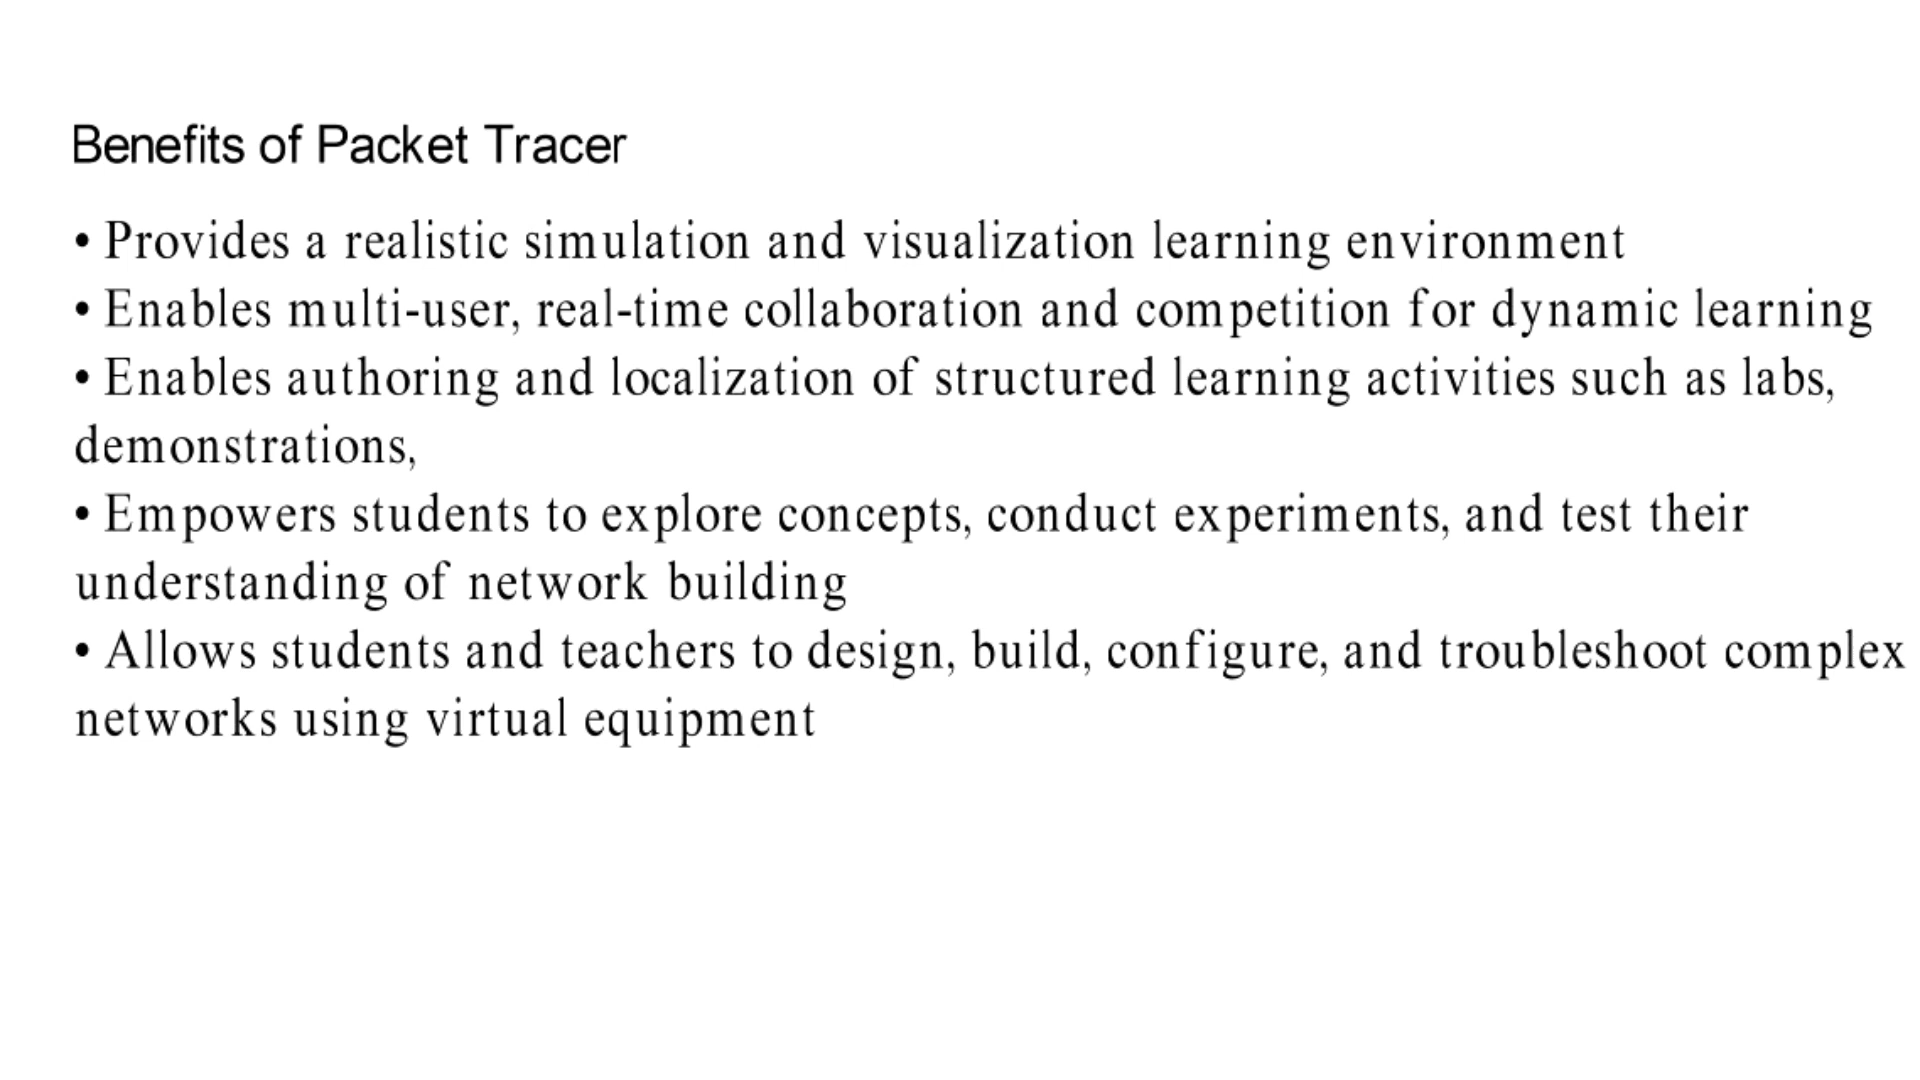 Benefits of Packet Tracer
• Provides a realistic simulation and visualization learning environment
• Enables multi-user, real-time collaboration and competition for dynamic learning
• Enables authoring and localization of structured learning activities such as labs,
demonstrations,
• Empowers students to explore concepts, conduct experiments, and test their
understanding of network building
• Allows students and teachers to design, build, configure, and troubleshoot complex
networks using virtual equipment